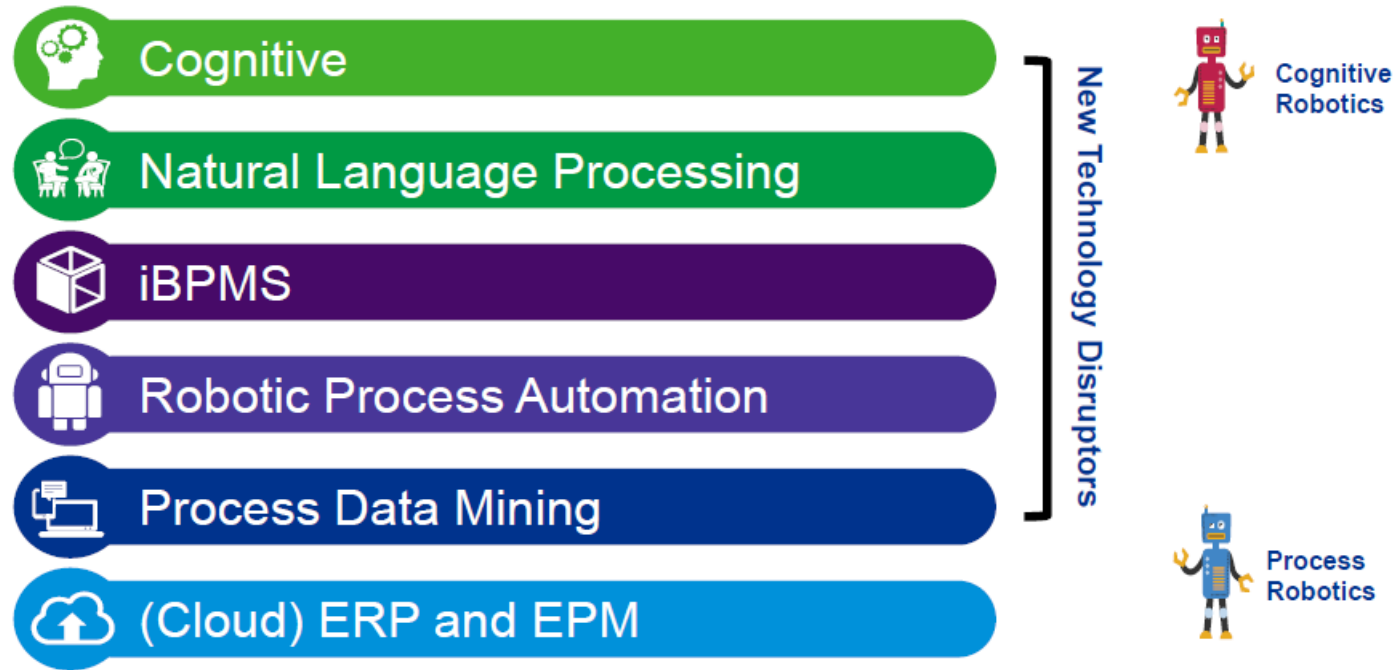 Cognitive
Natural Language Processing
iBPMS
Robotic Process Automation
Process Data Mining
(Cloud) ERP and EPM
New Technology Disruptors
Cognitive
Robotics
Process
Robotics